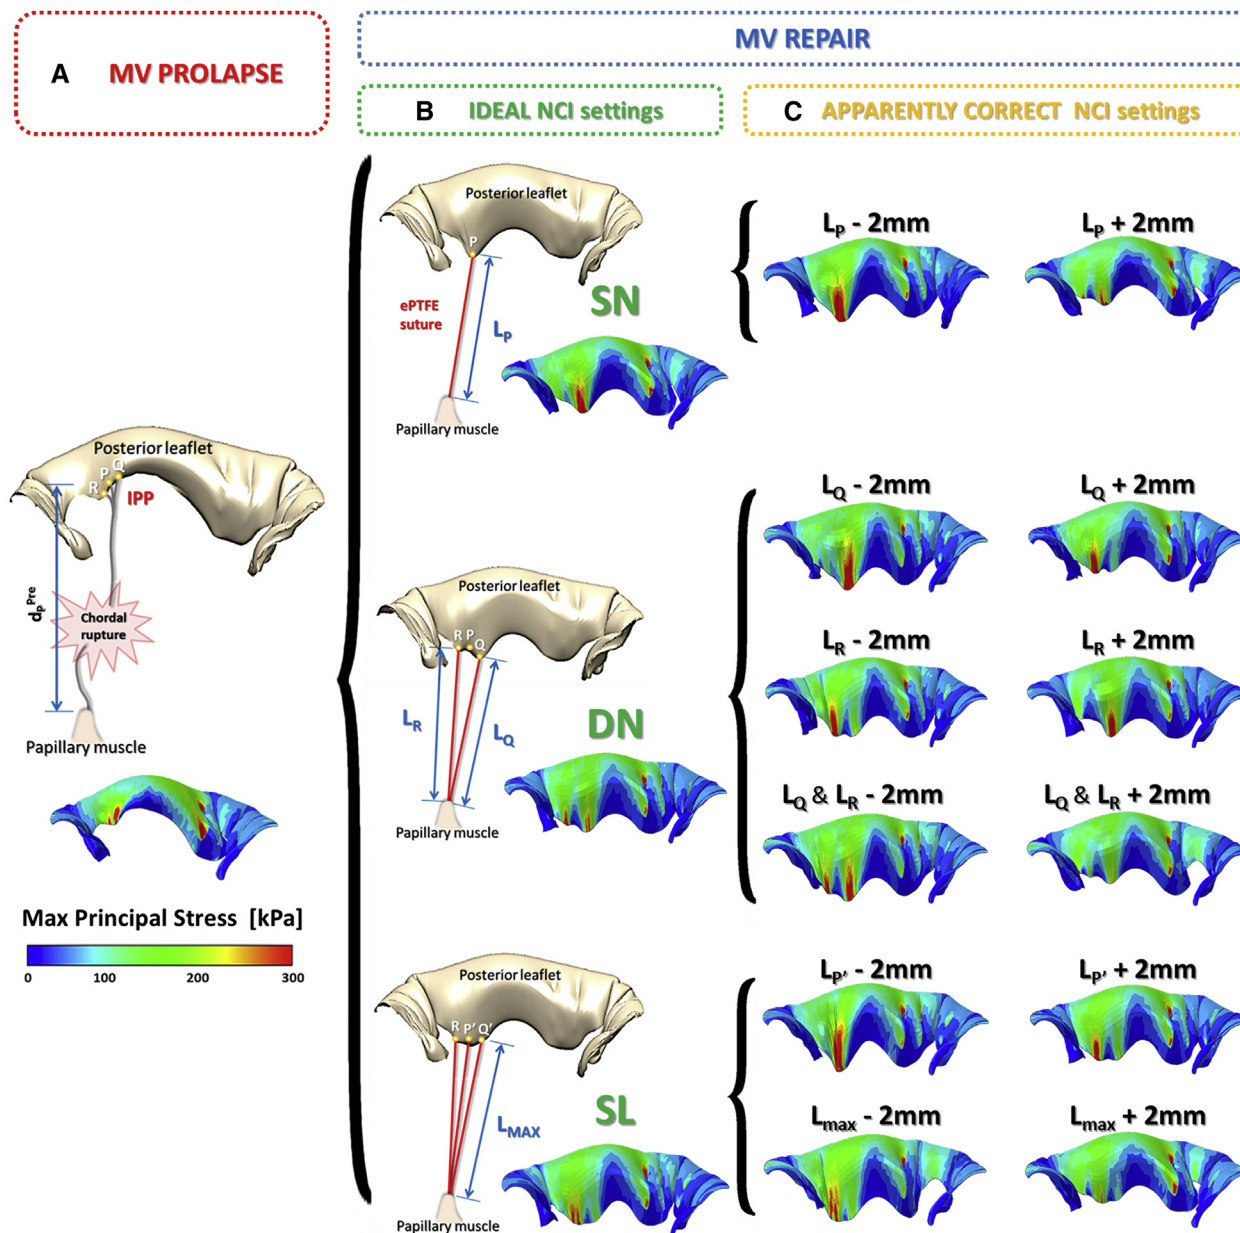 A MV PROLAPSE
MV REPAIR
B IDEAL NCI settings
C APPARENTLY CORRECT NCI settings
Posterior leaflet
P
ePTFE
suture
LP
SN
Papillary muscle
LP - 2mm
LP + 2mm
Posterior leaflet
R P Q
IPP
dPPre
Chordal
rupture
Papillary muscle
Max Principal Stress [kPa]
0 100 200 300
Posterior leaflet
R P Q
LR
LQ
DN
Papillary muscle
LQ - 2mm
LQ + 2mm
LR - 2mm
LR + 2mm
LQ & LR - 2mm
LQ & LR + 2mm
Posterior leaflet
R P' Q'
LMAX
SL
Papillary muscle
LP' - 2mm
LP' + 2mm
Lmax - 2mm
Lmax + 2mm